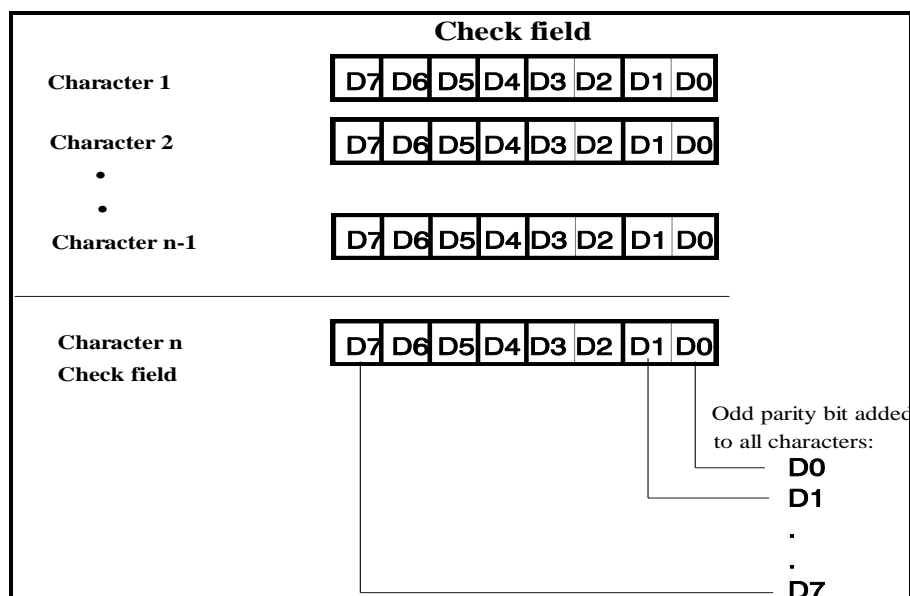 Check field
Character 1 D7 D6 D5 D4 D3 D2 D1 D0
Character 2 D7 D6 D5 D4 D3 D2 D1 D0
•
•
Character n-1 D7 D6 D5 D4 D3 D2 D1 D0
Character n D7 D6 D5 D4 D3 D2 D1 D0
Check field
Odd parity bit added
to all characters:
D0
D1
.
.
D7